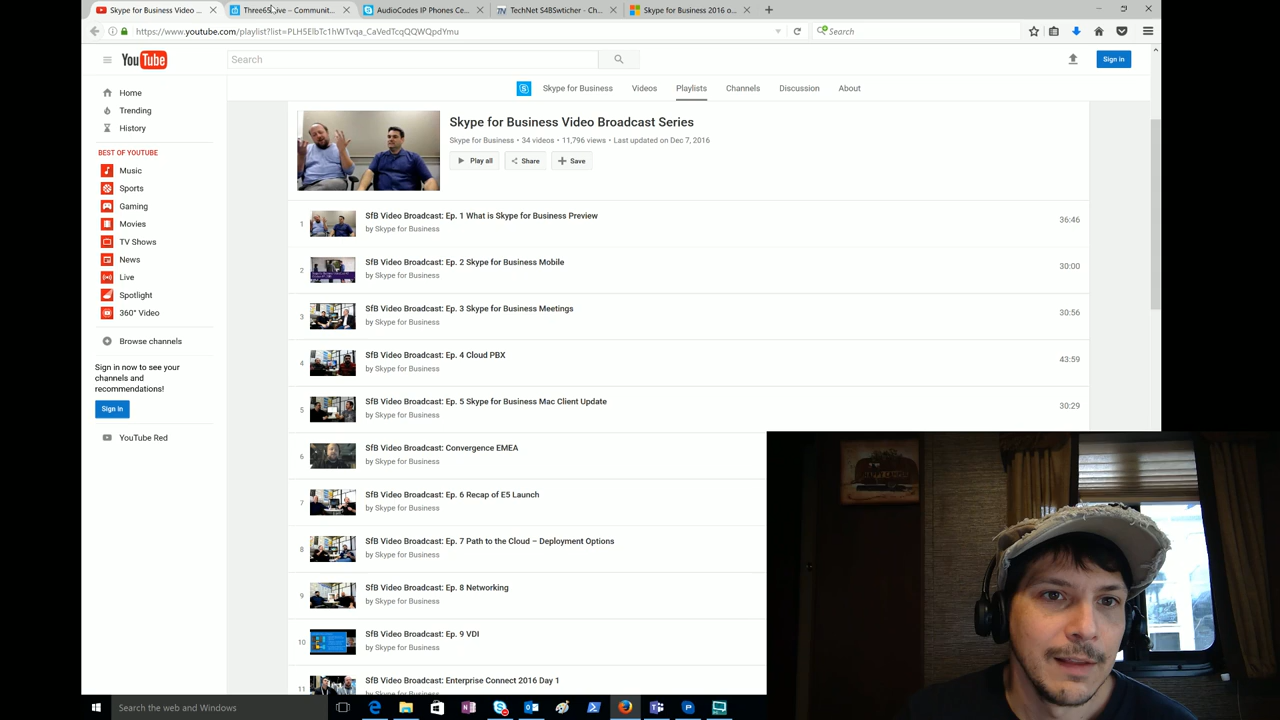 Skype for Business Video ...
Three65Live – Communit...
AudioCodes IP Phones Ce...
TechNet S4BSwticher - Ch...
Skype for Business 2016 o...
https://www.youtube.com/playlist?list=PLH5ElbTc1hWTvqa_CaVedTcqQQWQpdYmu
Search
YouTube
Search
Sign in
Home
Trending
History
BEST OF YOUTUBE
Music
Sports
Gaming
Movies
TV Shows
News
Live
Spotlight
360° Video
Browse channels
Sign in now to see your
channels and
recommendations!
Sign in
YouTube Red
Skype for Business
Videos
Playlists
Channels
Discussion
About
Skype for Business Video Broadcast Series
Skype for Business • 34 videos • 11,796 views • Last updated on Dec 7, 2016
Play all
Share
Save
1 SfB Video Broadcast: Ep. 1 What is Skype for Business Preview 36:46
by Skype for Business
2 SfB Video Broadcast: Ep. 2 Skype for Business Mobile 30:00
by Skype for Business
3 SfB Video Broadcast: Ep. 3 Skype for Business Meetings 30:56
by Skype for Business
4 SfB Video Broadcast: Ep. 4 Cloud PBX 43:59
by Skype for Business
5 SfB Video Broadcast: Ep. 5 Skype for Business Mac Client Update 30:29
by Skype for Business
6 SfB Video Broadcast: Convergence EMEA
by Skype for Business
7 SfB Video Broadcast: Ep. 6 Recap of E5 Launch
by Skype for Business
8 SfB Video Broadcast: Ep. 7 Path to the Cloud – Deployment Options
by Skype for Business
9 SfB Video Broadcast: Ep. 8 Networking
by Skype for Business
10 SfB Video Broadcast: Ep. 9 VDI
by Skype for Business
11 SfB Video Broadcast: Enterprise Connect 2016 Day 1
by Skype for Business
Search the web and Windows